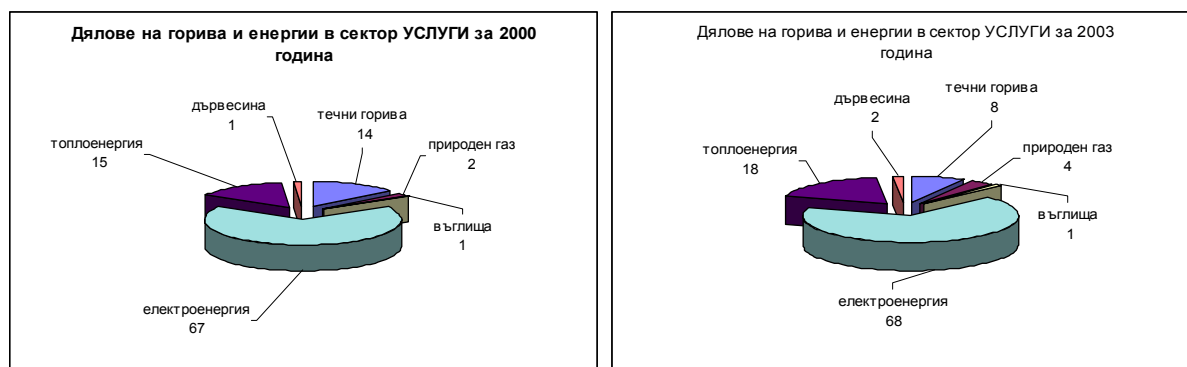 Дялове на горива и енергии в сектор УСЛУГИ за 2000
година
дървесина
1
течни горива
14
топлоенергия
15
природен газ
2
въглища
1
електроенергия
67
Дялове на горива и енергии в сектор УСЛУГИ за 2003
година
дървесина
2
течни горива
8
топлоенергия
18
природен газ
4
въглища
1
електроенергия
68